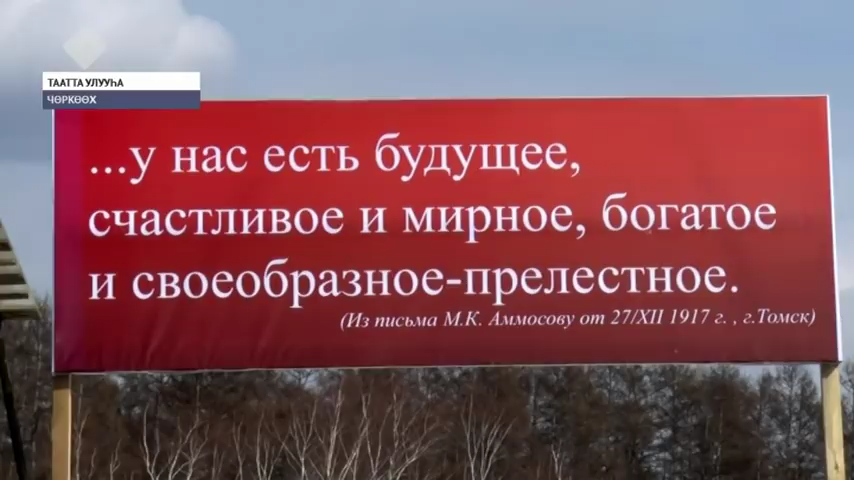 ТААТТА УЛУУҺА
ЧӨРКӨӨХ
...у нас есть будущее,
счастливое и мирное, богатое
и своеобразное-прелестное.
(Из письма М.К. Аммосову от 27/XII 1917 г. , г.Томск)